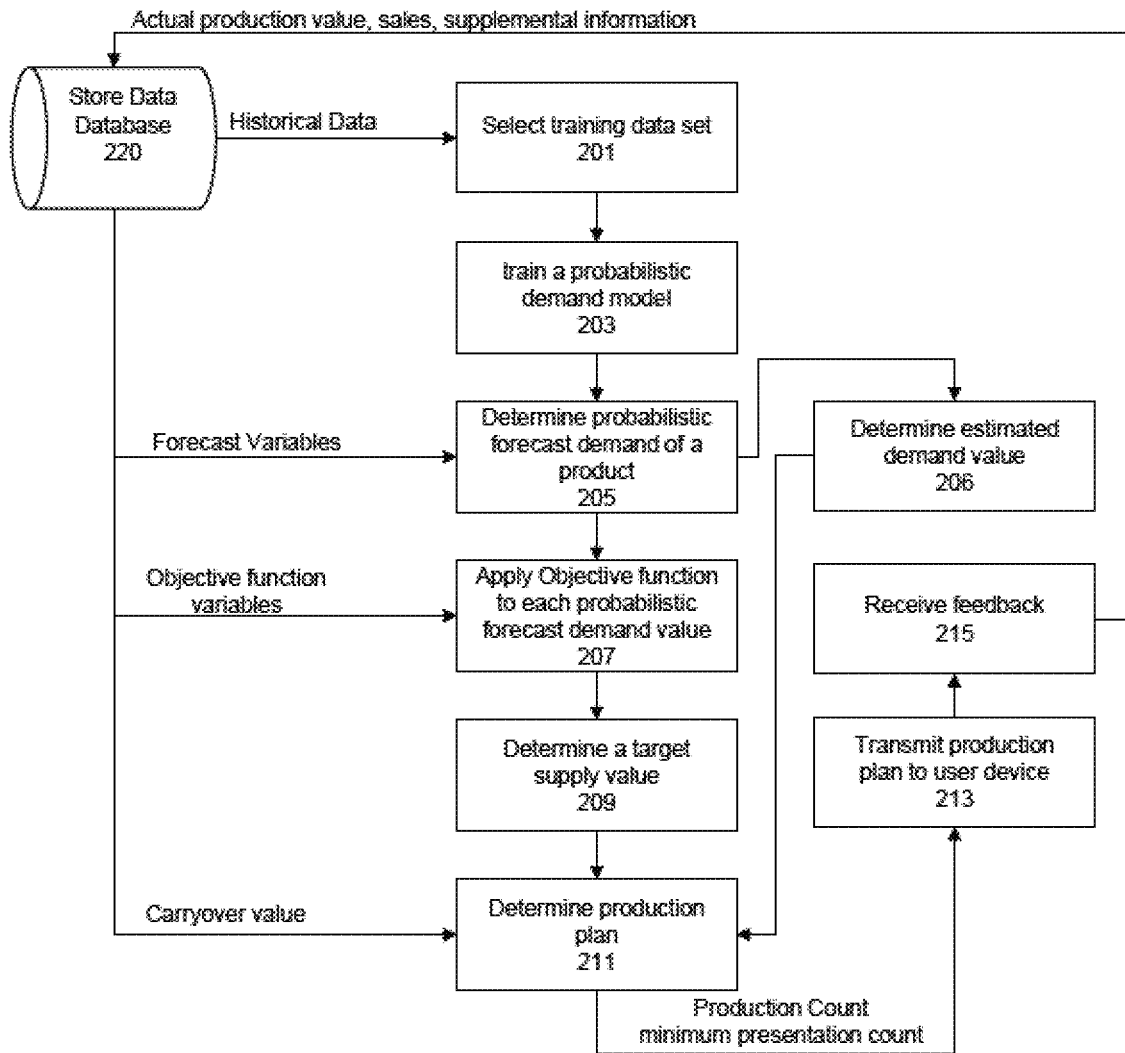 Actual production value, sales, supplemental information
Store Data
Database
220
Historical Data
Select training data set
201
train a probabilistic
demand model
203
Forecast Variables
Determine probabilistic
forecast demand of a
product
205
Determine estimated
demand value
206
Objective function
variables
Apply Objective function
to each probabilistic
forecast demand value
207
Receive feedback
215
Determine a target
supply value
209
Transmit production
plan to user device
213
Carryover value
Determine production
plan
211
Production Count
minimum presentation count